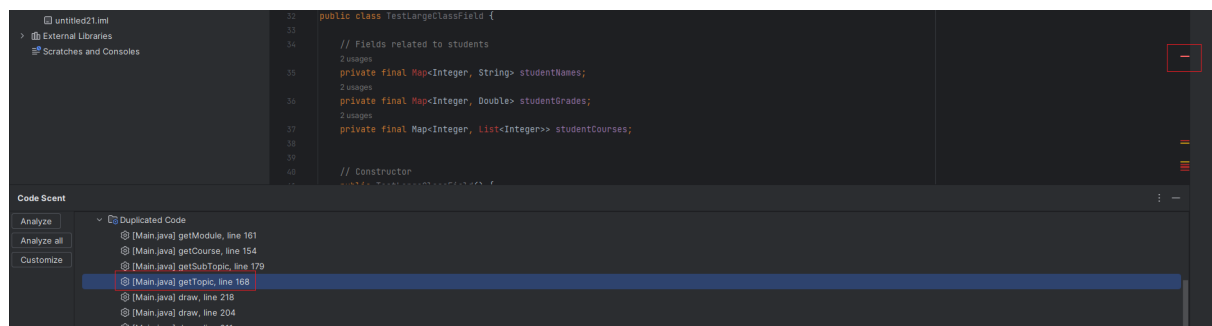 untitled21.iml
External Libraries
Scratches and Consoles
32 public class TestLargeClassField {
33
34 // Fields related to students
2 usages
35 private final Map<Integer, String> studentNames;
2 usages
36 private final Map<Integer, Double> studentGrades;
2 usages
37 private final Map<Integer, List<Integer>> studentCourses;
38
39
40 // Constructor
Code Scent
Analyze
Analyze all
Customize
Duplicated Code
[Main.java] getModule, line 161
[Main.java] getCourse, line 154
[Main.java] getSubTopic, line 179
[Main.java] getTopic, line 168
[Main.java] draw, line 218
[Main.java] draw, line 204